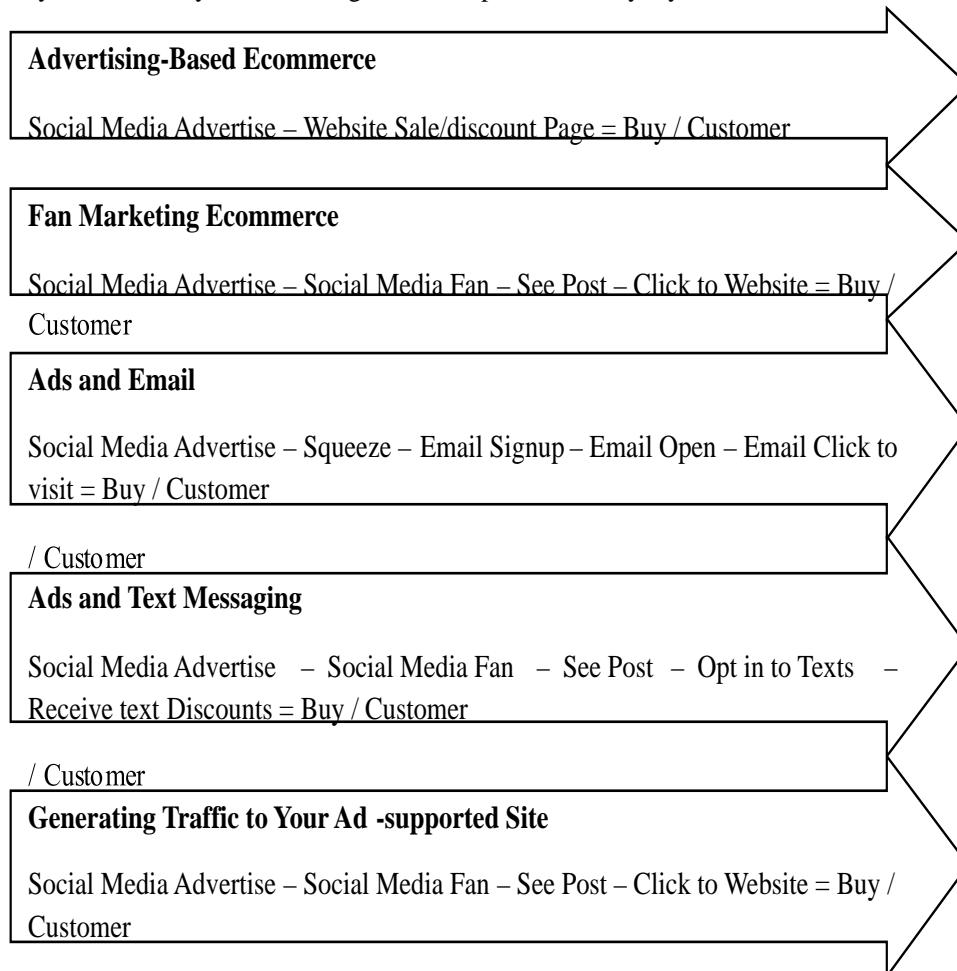 Advertising-Based Ecommerce
Social Media Advertise – Website Sale/discount Page = Buy / Customer
Fan Marketing Ecommerce
Social Media Advertise – Social Media Fan – See Post – Click to Website = Buy /
Customer
Ads and Email
Social Media Advertise – Squeeze – Email Signup – Email Open – Email Click to
visit = Buy / Customer
/ Customer
Ads and Text Messaging
Social Media Advertise – Social Media Fan – See Post – Opt in to Texts –
Receive text Discounts = Buy / Customer
/ Customer
Generating Traffic to Your Ad -supported Site
Social Media Advertise – Social Media Fan – See Post – Click to Website = Buy /
Customer